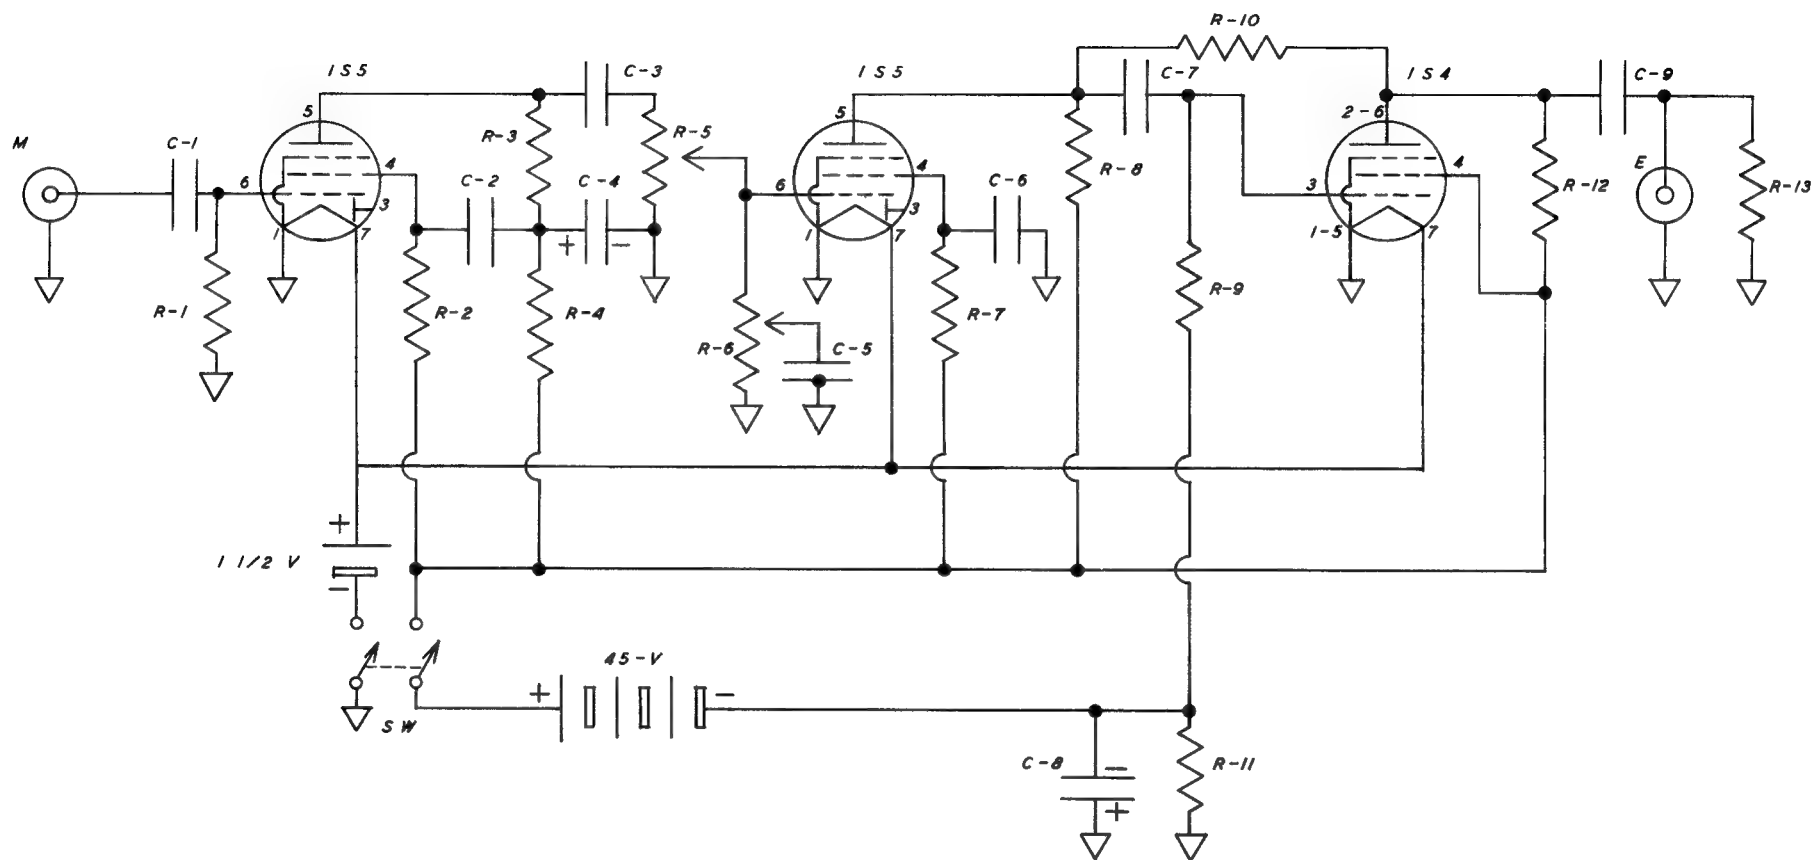 R-10
1S5
C-3
1S5
C-7
1S4
C-9
M
C-1
5
R-3
R-5
5
2-6
6
4
C-2
C-4
6
4
C-6
R-8
3
4
R-12
E
R-13
3
3
1
7
+
−
1
7
1-5
7
R-1
R-2
R-4
R-6
C-5
R-7
R-9
+
1 1/2 V
−
45-V
+
−
SW
C-8
−
R-11
+